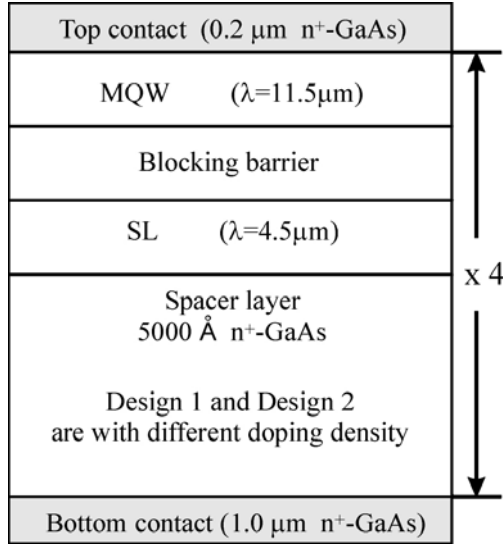 Top contact (0.2 μm n⁺-GaAs)
MQW (λ=11.5μm)
Blocking barrier
SL (λ=4.5μm)
x 4
Spacer layer
5000 Å n⁺-GaAs
Design 1 and Design 2
are with different doping density
Bottom contact (1.0 μm n⁺-GaAs)